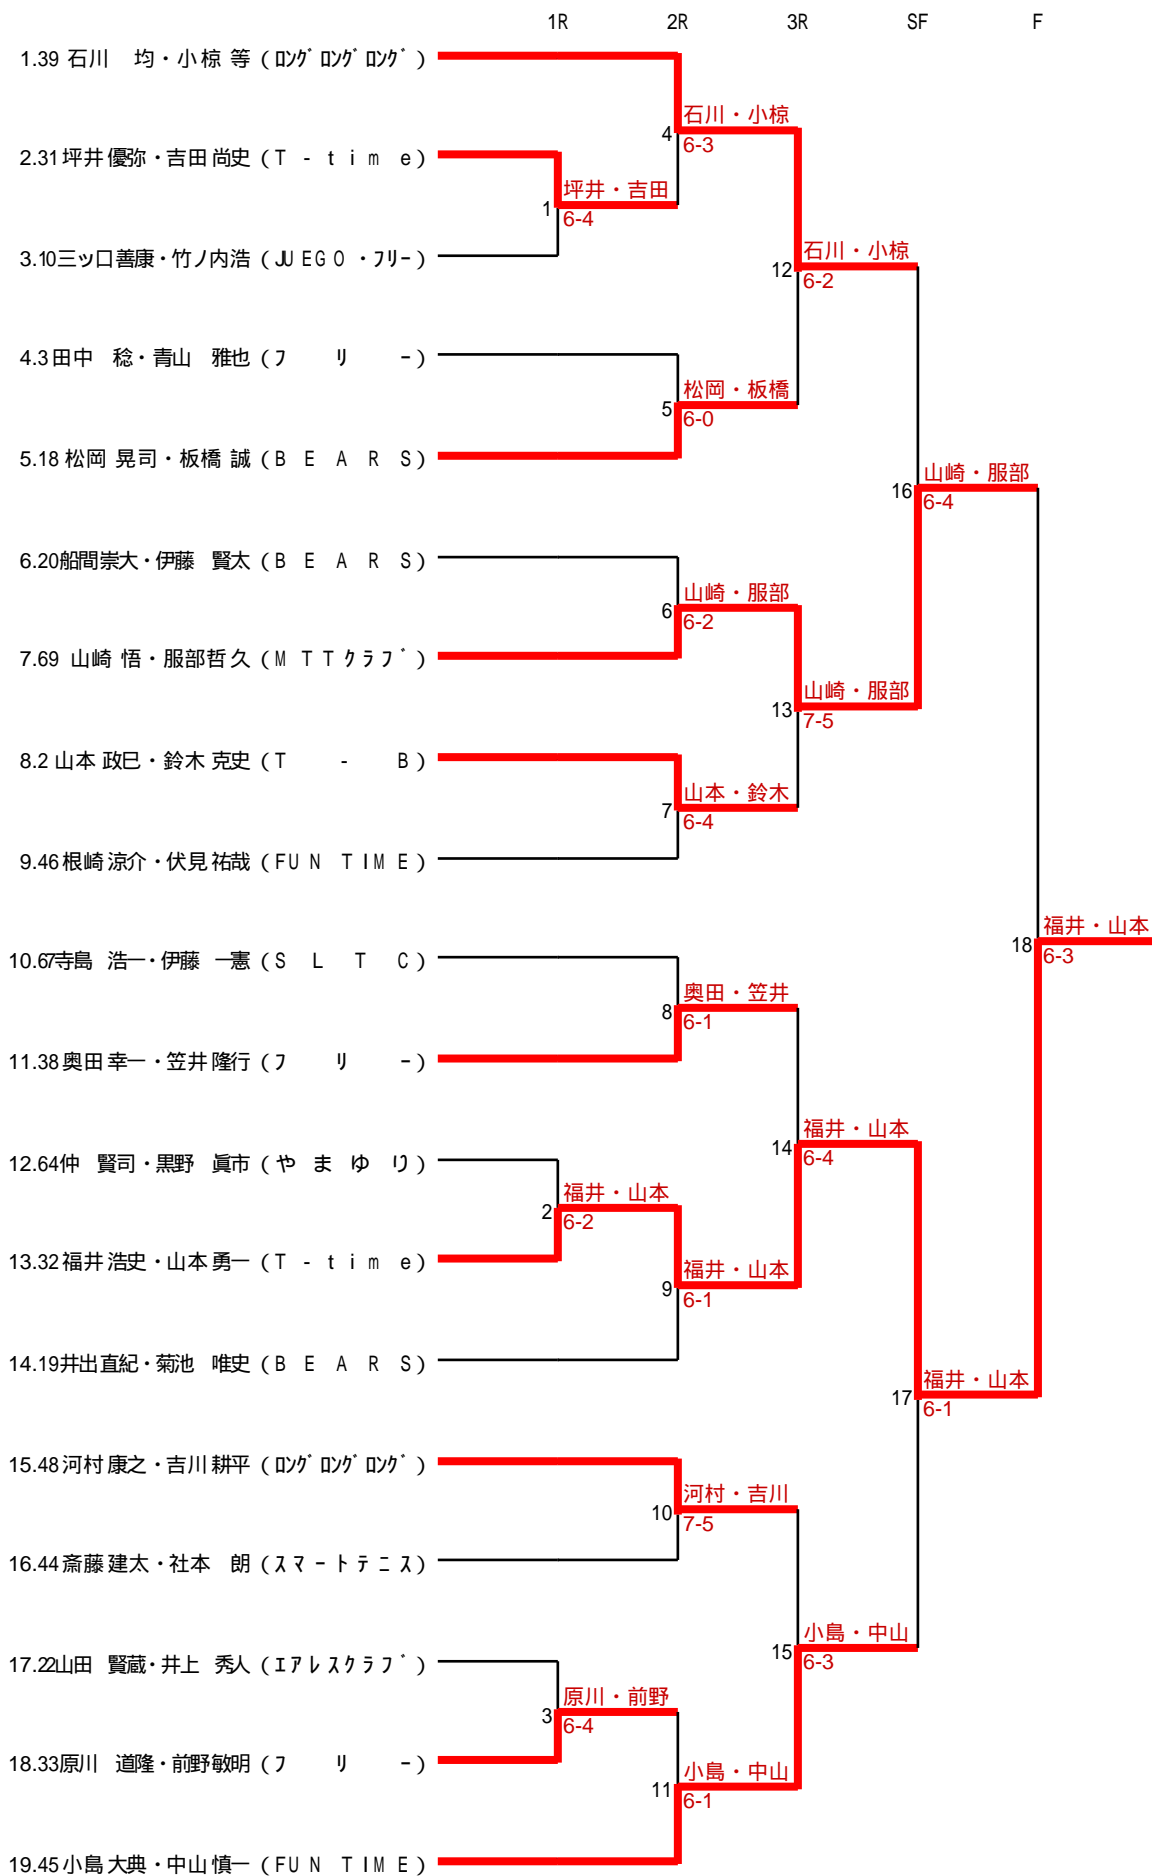 1R 2R 3R SF F
1.39 石川　均・小椋 等 (ﾛﾝｸﾞﾛﾝｸﾞﾛﾝｸﾞ)
石川・小椋
4
6-3
2.31 坪井 優弥・吉田 尚史 (T-time)
坪井・吉田
1
6-4
3.10 三ッ口善康・竹ノ内浩 (JUEGO・ﾌﾘｰ)
石川・小椋
12
6-2
4.3 田中　稔・青山　雅也 (フリー)
松岡・板橋
5
6-0
5.18 松岡 晃司・板橋 誠 (BEARS)
山崎・服部
16
6-4
6.20 船間崇大・伊藤　賢太 (BEARS)
山崎・服部
6
6-2
7.69 山崎 悟・服部哲久 (MTTｸﾗﾌﾞ)
山崎・服部
13
7-5
8.2 山本 政巳・鈴木 克史 (T-B)
山本・鈴木
7
6-4
9.46 根崎 涼介・伏見 祐哉 (FUN TIME)
福井・山本
18
6-3
10.67 寺島　浩一・伊藤　一憲 (SLTC)
奥田・笠井
8
6-1
11.38 奥田 幸一・笠井 隆行 (フリー)
福井・山本
14
6-4
12.64 仲　賢司・黒野　眞市 (やまゆり)
福井・山本
2
6-2
13.32 福井 浩史・山本 勇一 (T-time)
福井・山本
9
6-1
14.19 井出直紀・菊池　唯史 (BEARS)
福井・山本
17
6-1
15.48 河村 康之・吉川 耕平 (ﾛﾝｸﾞﾛﾝｸﾞﾛﾝｸﾞ)
河村・吉川
10
7-5
16.44 斎藤 建太・社本　朗 (ｽﾏｰﾄﾃﾆｽ)
小島・中山
15
6-3
17.22 山田　賢蔵・井上　秀人 (ｴｱﾚｽｸﾗﾌﾞ)
原川・前野
3
6-4
18.33 原川　道隆・前野敏明 (フリー)
小島・中山
11
6-1
19.45 小島 大典・中山 慎一 (FUN TIME)